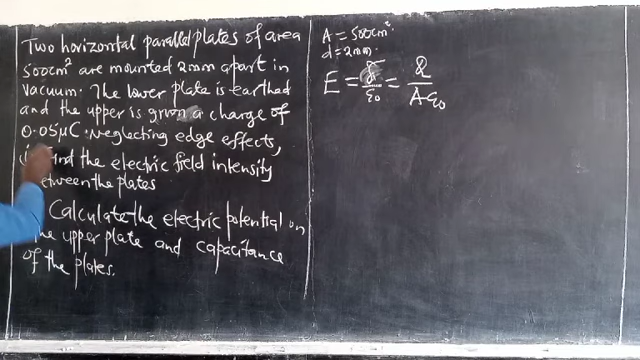 Two horizontal parallel plates of area
500cm² are mounted 2mm apart in
vacuum. The lower plate is earthed
and the upper is given a charge of
0.05μC. Neglecting edge effects,
find the electric field intensity
between the plates
Calculate the electric potential on
the upper plate and capacitance
of the plates.
A = 500cm²
d = 2mm.
E = σ/ε₀ = Q/Aε₀